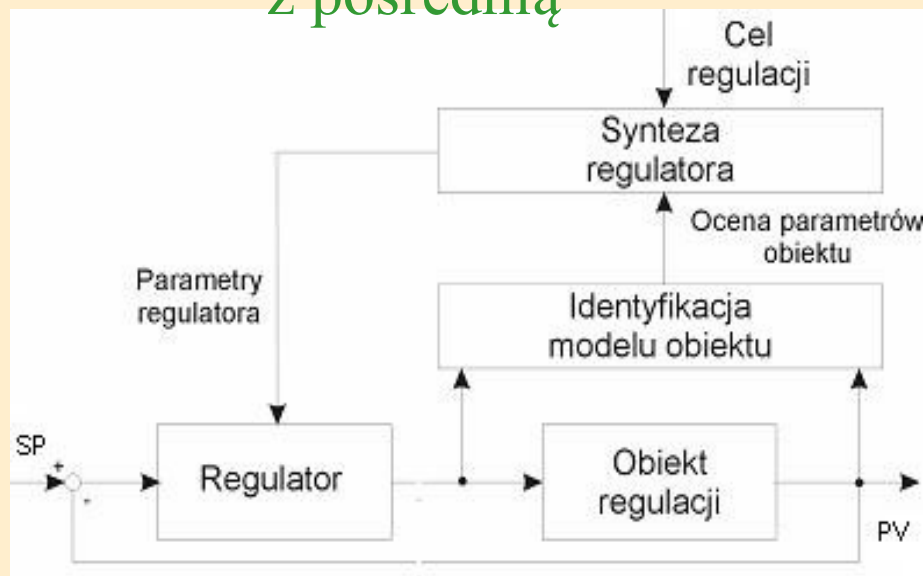 z pośrednią
Cel
regulacji
Synteza
regulatora
Ocena parametrów
obiektu
Parametry
regulatora
Identyfikacja
modelu obiektu
SP
+
-
Regulator
Obiekt
regulacji
PV